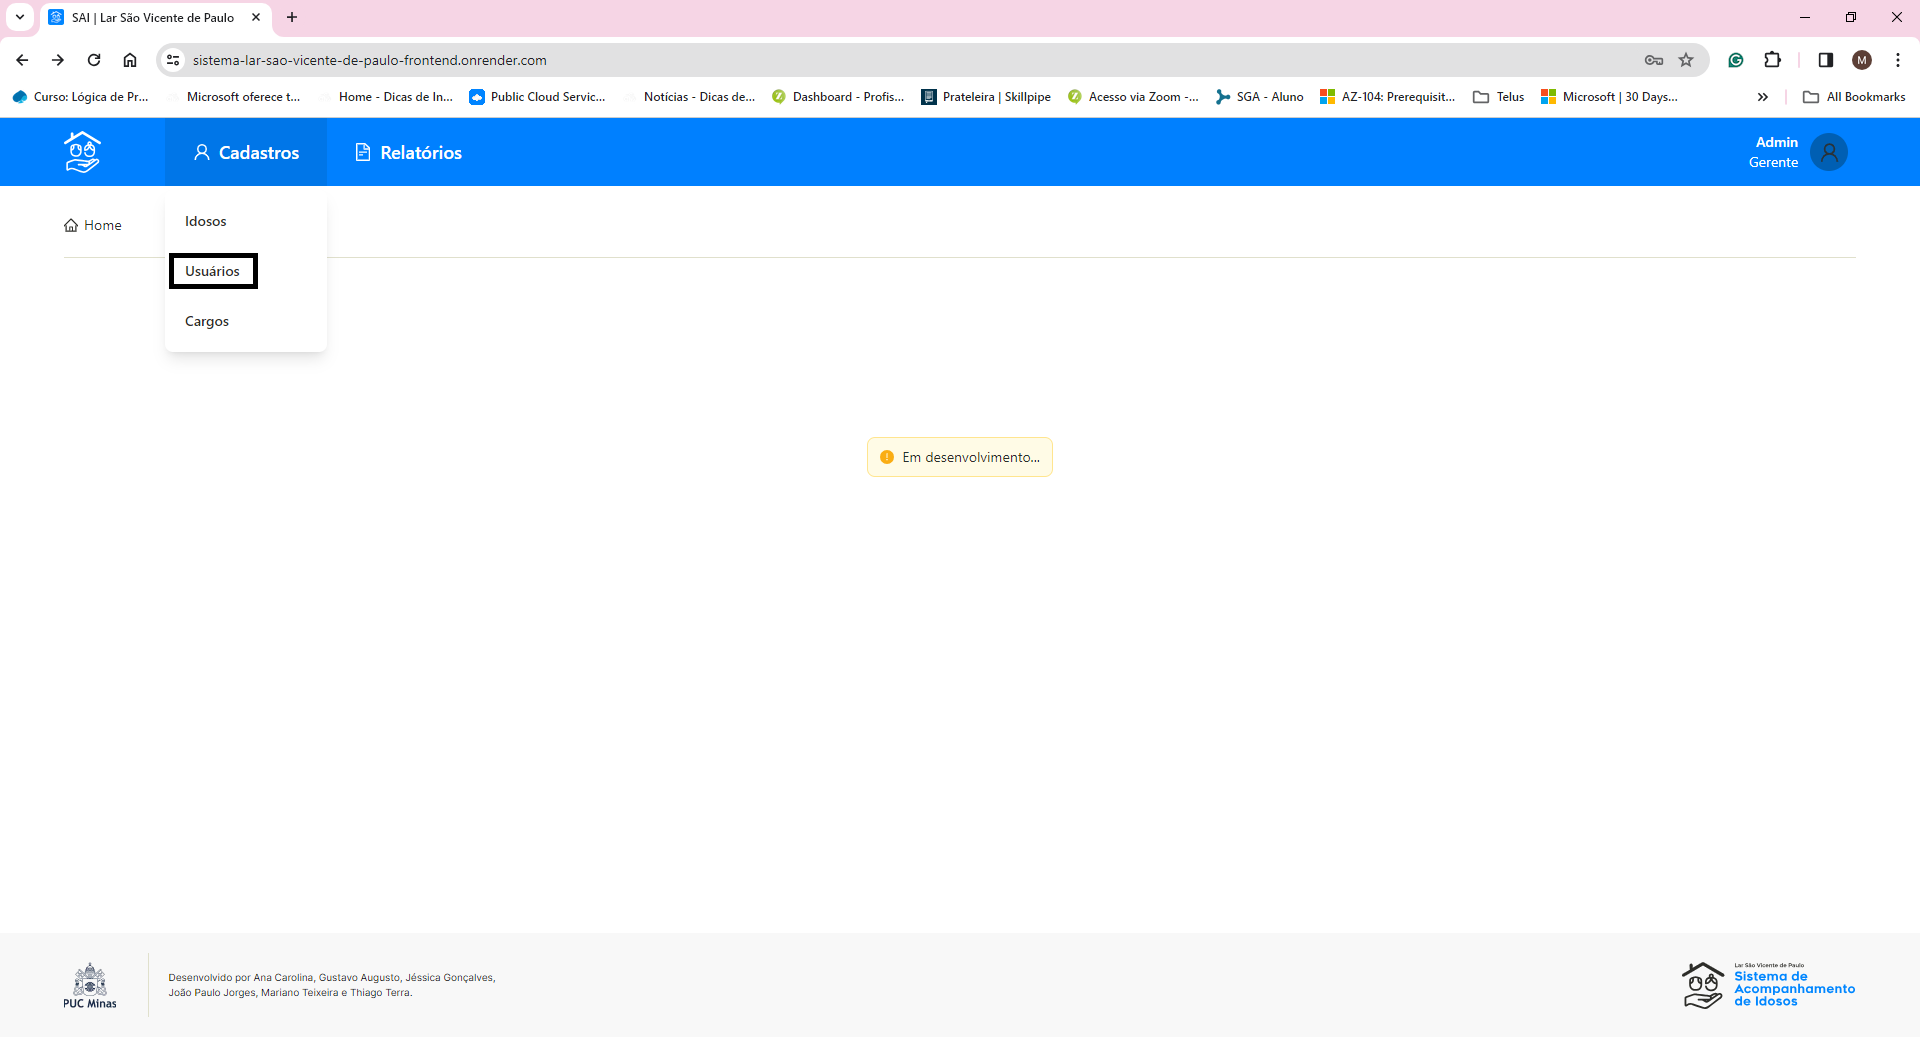 SAI | Lar São Vicente de Paulo
sistema-lar-sao-vicente-de-paulo-frontend.onrender.com
M
Curso: Lógica de Pr...
Microsoft oferece t...
Home - Dicas de In...
Public Cloud Servic...
Notícias - Dicas de...
Dashboard - Profis...
Prateleira | Skillpipe
Acesso via Zoom -...
SGA - Aluno
AZ-104: Prerequisit...
Telus
Microsoft | 30 Days...
All Bookmarks
Cadastros
Relatórios
Admin
Gerente
Home
Idosos
Usuários
Cargos
Em desenvolvimento...
PUC Minas
Desenvolvido por Ana Carolina, Gustavo Augusto, Jéssica Gonçalves,
João Paulo Jorges, Mariano Teixeira e Thiago Terra.
Lar São Vicente de Paulo
Sistema de
Acompanhamento
de Idosos